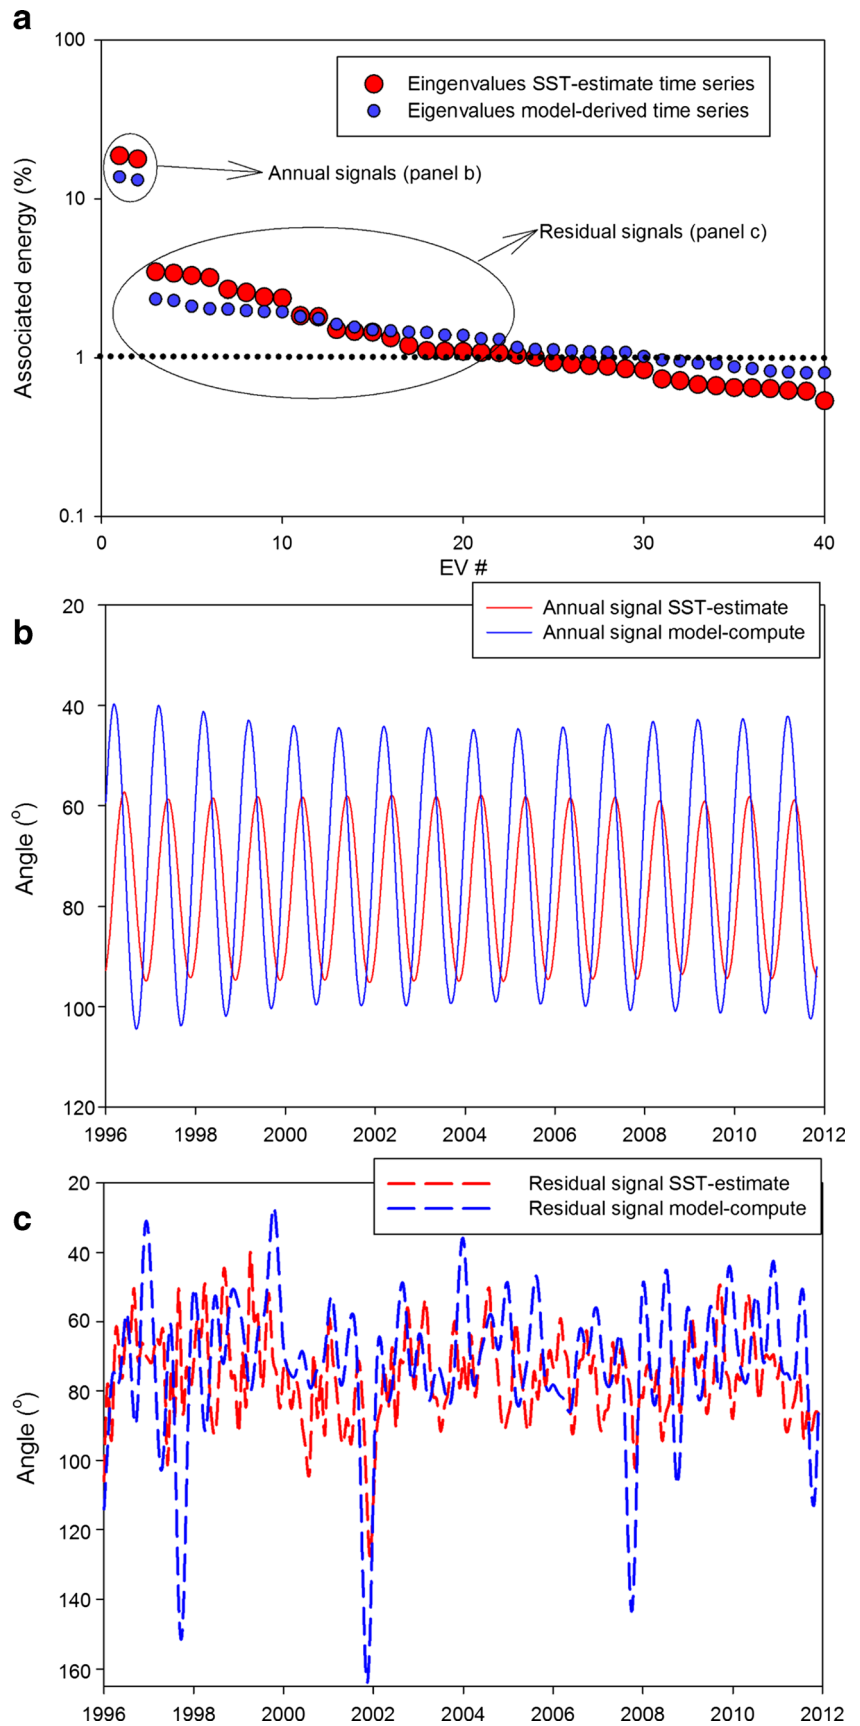 a
100
10
1
0.1
Associated energy (%)
Eingenvalues SST-estimate time series
Eigenvalues model-derived time series
Annual signals (panel b)
Residual signals (panel c)
0 10 20 30 40
EV #
b
20
40
60
80
100
120
Angle (o)
Annual signal SST-estimate
Annual signal model-compute
1996 1998 2000 2002 2004 2006 2008 2010 2012
c
20
40
60
80
100
120
140
160
Angle (o)
Residual signal SST-estimate
Residual signal model-compute
1996 1998 2000 2002 2004 2006 2008 2010 2012